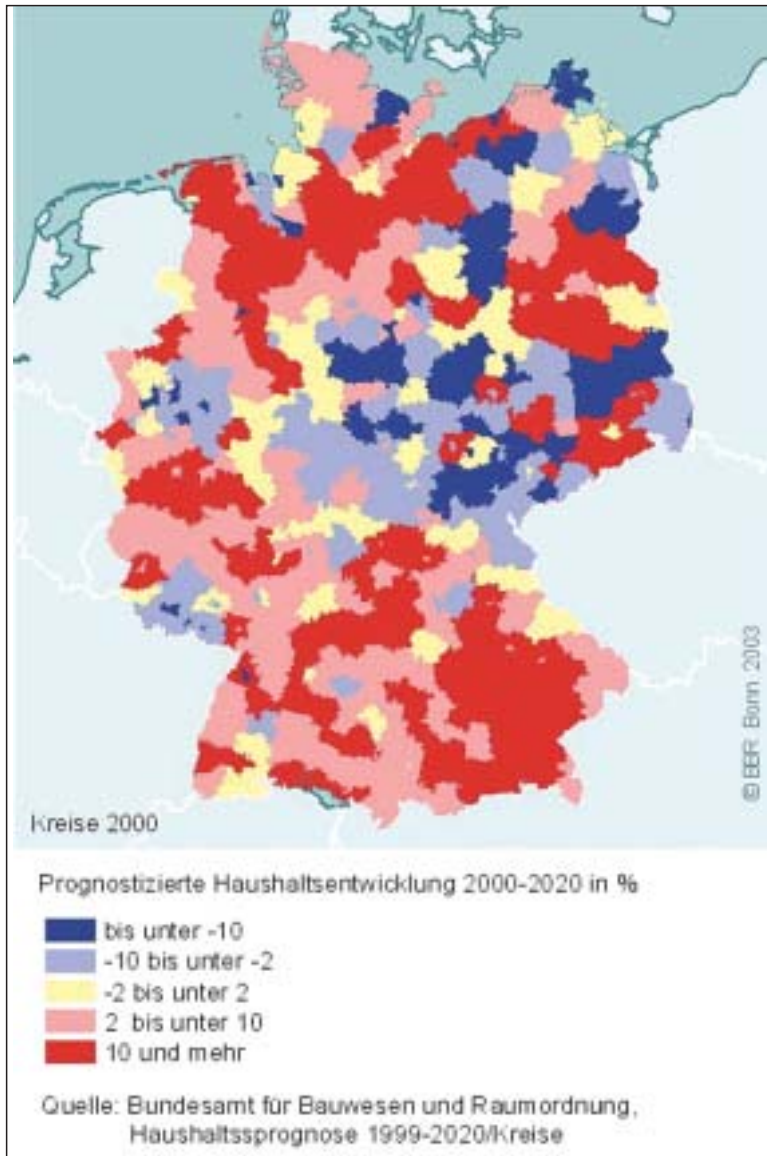 © BBR Bonn 2003
Kreise 2000
Prognostizierte Haushaltsentwicklung 2000-2020 in %
bis unter -10
-10 bis unter -2
-2 bis unter 2
2 bis unter 10
10 und mehr
Quelle: Bundesamt für Bauwesen und Raumordnung,
Haushaltssprognose 1999-2020/Kreise